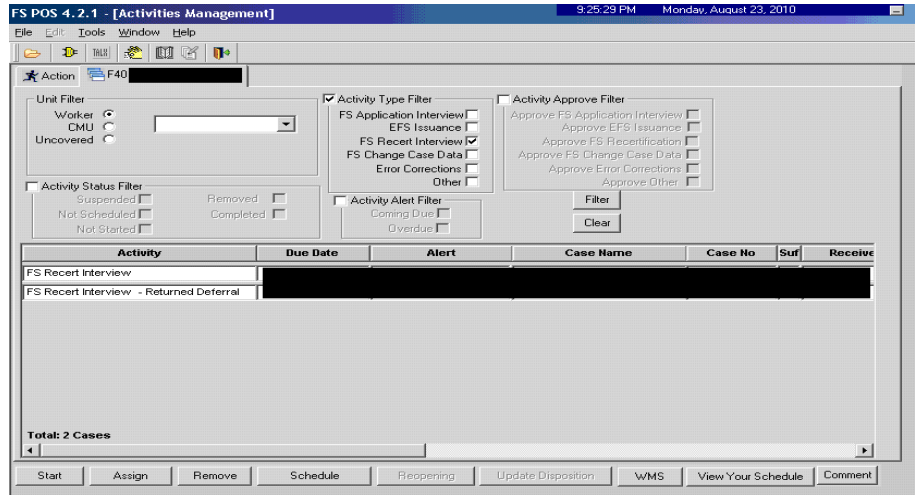 FS POS 4.2.1 - [Activities Management] 9:25:29 PM Monday, August 23, 2010
File Edit Tools Window Help
TALX
Action F40
Unit Filter
Worker
CMU
Uncovered
Activity Type Filter
FS Application Interview
EFS Issuance
FS Recert Interview
FS Change Case Data
Error Corrections
Other
Activity Approve Filter
Approve FS Application Interview
Approve EFS Issuance
Approve FS Recertification
Approve FS Change Case Data
Approve Error Corrections
Approve Other
Activity Status Filter
Suspended Removed
Not Scheduled Completed
Not Started
Activity Alert Filter
Coming Due
Overdue
Filter
Clear
Activity Due Date Alert Case Name Case No Suf Receive
FS Recert Interview
FS Recert Interview - Returned Deferral
Total: 2 Cases
Start Assign Remove Schedule Reopening Update Disposition WMS View Your Schedule Comment